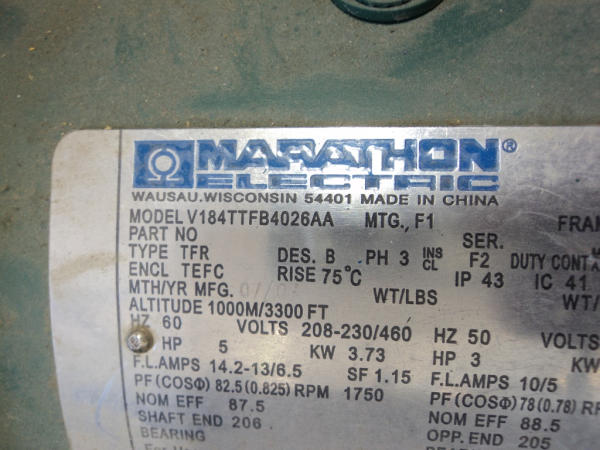 MARATHON®
ELECTRIC
WAUSAU, WISCONSIN 54401 MADE IN CHINA
MODEL V184TTFB4026AA MTG., F1 FRA
PART NO SER.
TYPE TFR DES. B PH 3 INS CL F2 DUTY CONT
ENCL TEFC RISE 75°C IP 43 IC 41
MTH/YR MFG. WT/LBS WT/
ALTITUDE 1000M/3300 FT
HZ 60 VOLTS 208-230/460 HZ 50 VOLTS
HP 5 KW 3.73 HP 3 KW
F.L.AMPS 14.2-13/6.5 SF 1.15 F.L.AMPS 10/5
PF(COSΦ) 82.5(0.825) RPM 1750 PF(COSΦ)78(0.78) RP
NOM EFF 87.5 NOM EFF 88.5
SHAFT END 206 OPP. END 205
BEARING